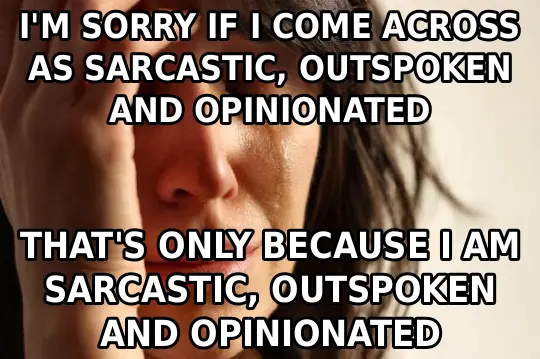 I'M SORRY IF I COME ACROSS
AS SARCASTIC, OUTSPOKEN
AND OPINIONATED
THAT'S ONLY BECAUSE I AM
SARCASTIC, OUTSPOKEN
AND OPINIONATED